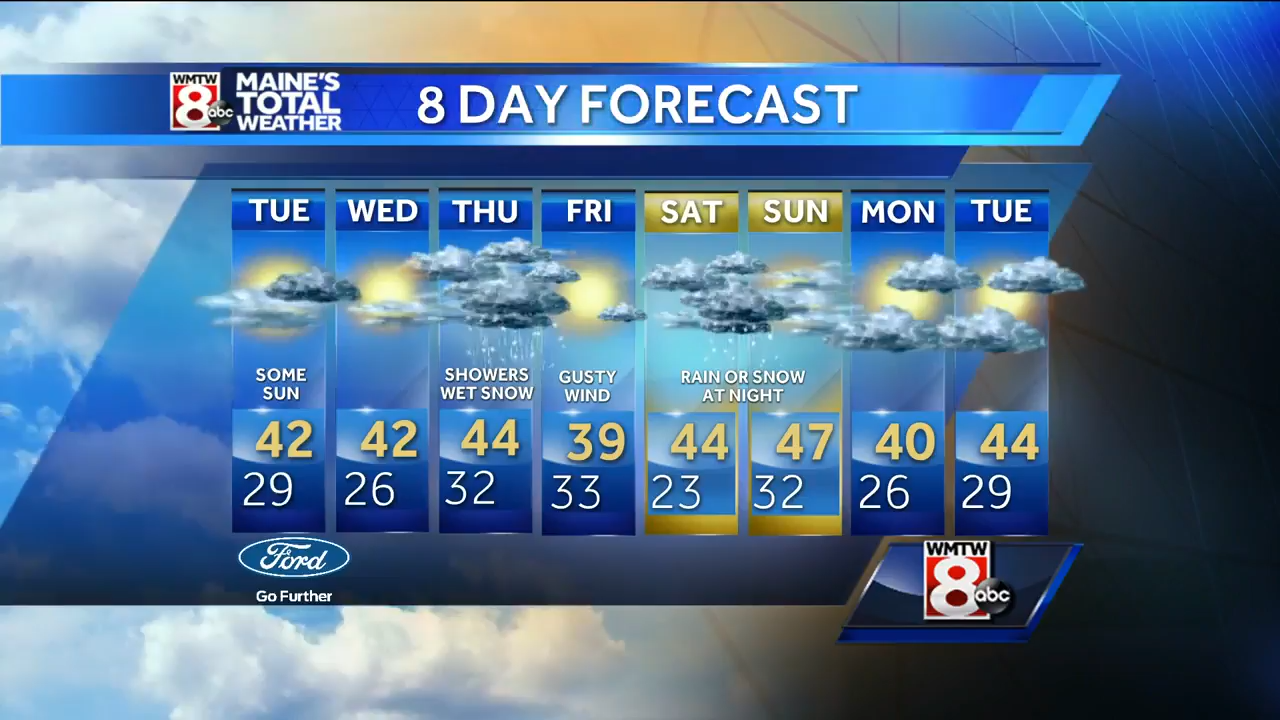 WMTW
8
abc
MAINE'S
TOTAL
WEATHER
8 DAY FORECAST
TUE WED THU FRI SAT SUN MON TUE
SOME
SUN
SHOWERS
WET SNOW
GUSTY
WIND
RAIN OR SNOW
AT NIGHT
42 42 44 39 44 47 40 44
29 26 32 33 23 32 26 29
Ford
Go Further
WMTW
8
abc